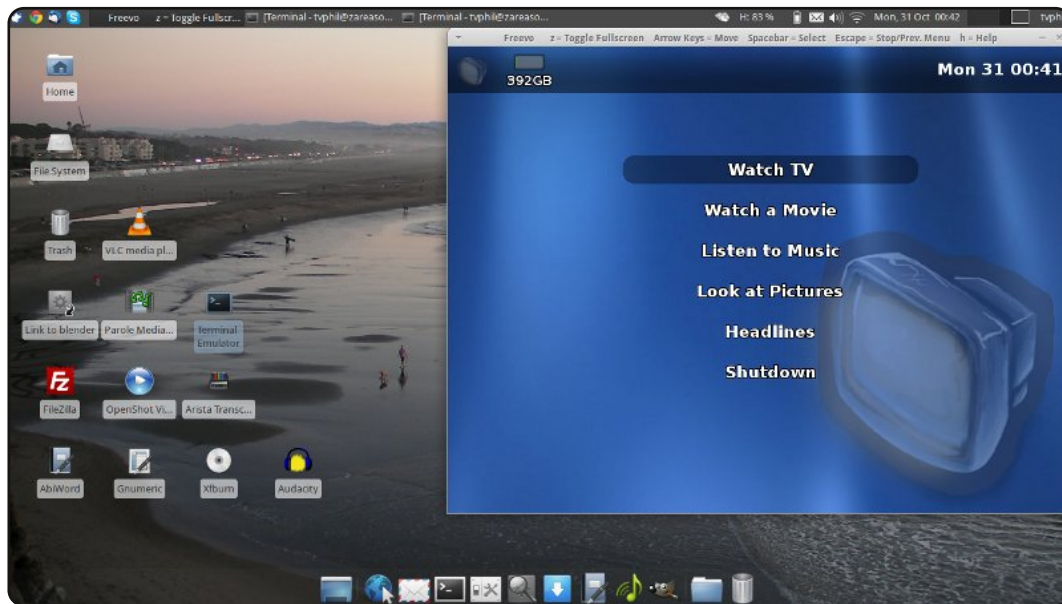 Freevo
z = Toggle Fullscr...
[Terminal - tvphil@zareaso...
[Terminal - tvphil@zareaso...
H: 83 %
Mon, 31 Oct 00:42
tvph
Freevo z = Toggle Fullscreen Arrow Keys = Move Spacebar = Select Escape = Stop/Prev. Menu h = Help
392GB
Mon 31 00:41
Watch TV
Watch a Movie
Listen to Music
Look at Pictures
Headlines
Shutdown
Home
File System
Trash
VLC media pl...
Link to blender
Parole Media...
Terminal
Emulator
FileZilla
OpenShot Vi...
Arista Transc...
AbiWord
Gnumeric
Xfburn
Audacity